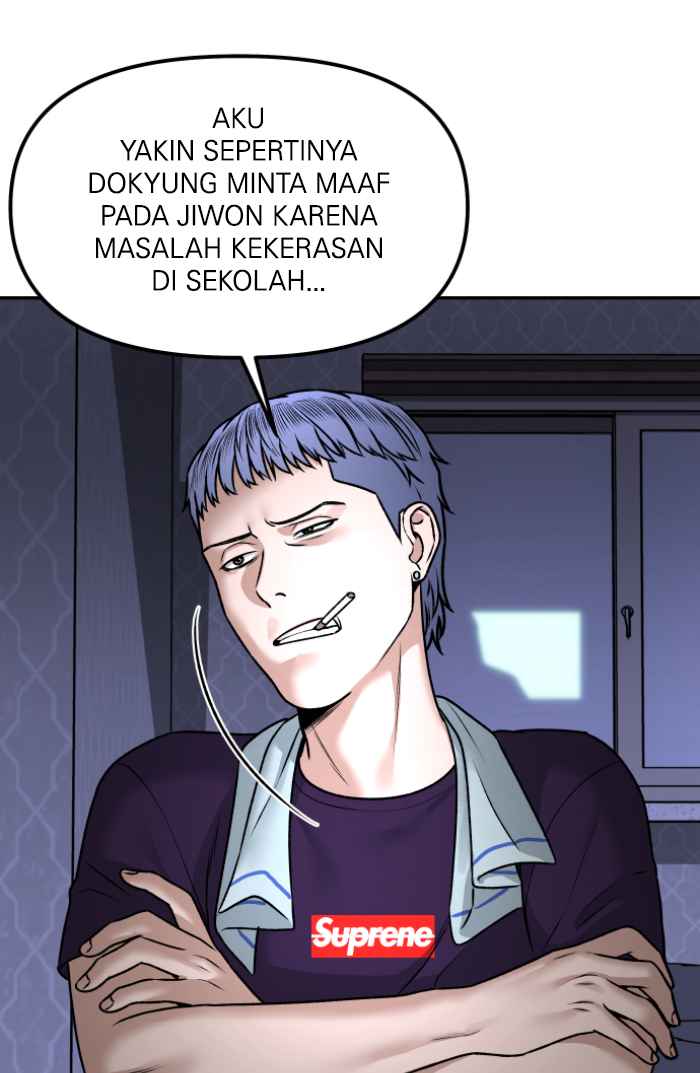 AKU
YAKIN SEPERTINYA
DOKYUNG MINTA MAAF
PADA JIWON KARENA
MASALAH KEKERASAN
DI SEKOLAH...
Suprene